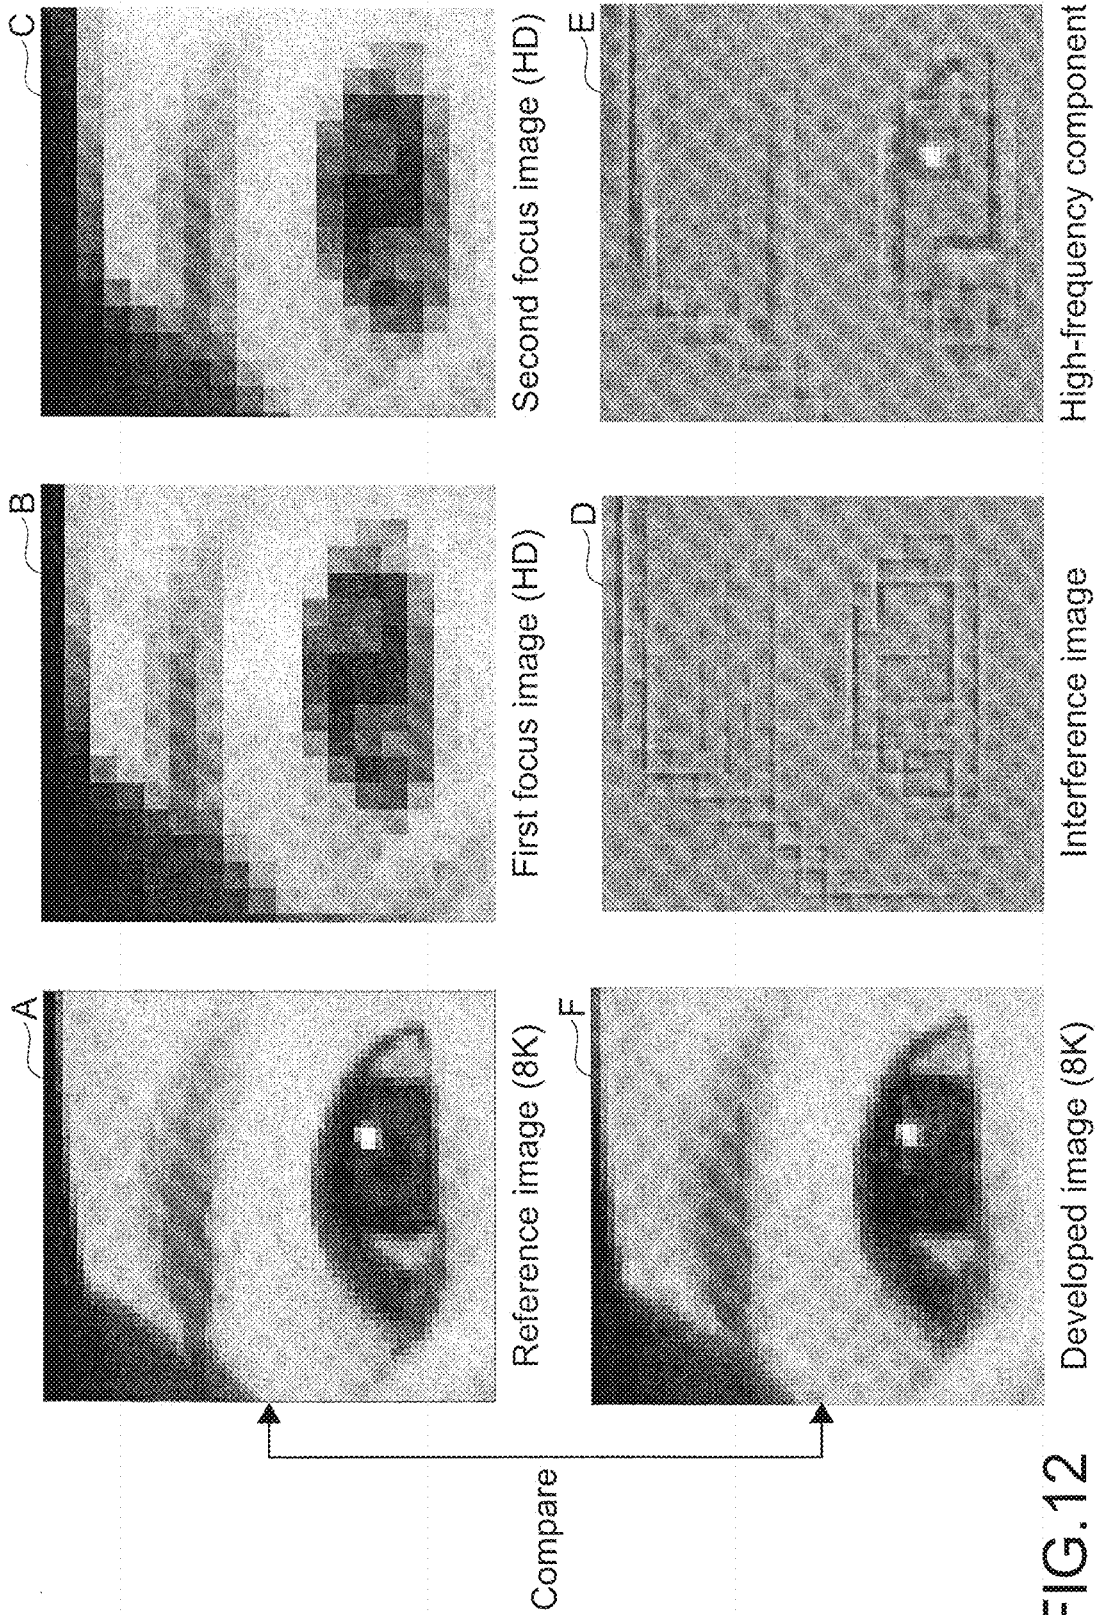 A
Reference image (8K)
B
First focus image (HD)
C
Second focus image (HD)
Compare
F
Developed image (8K)
D
Interference image
E
High-frequency component
FIG.12